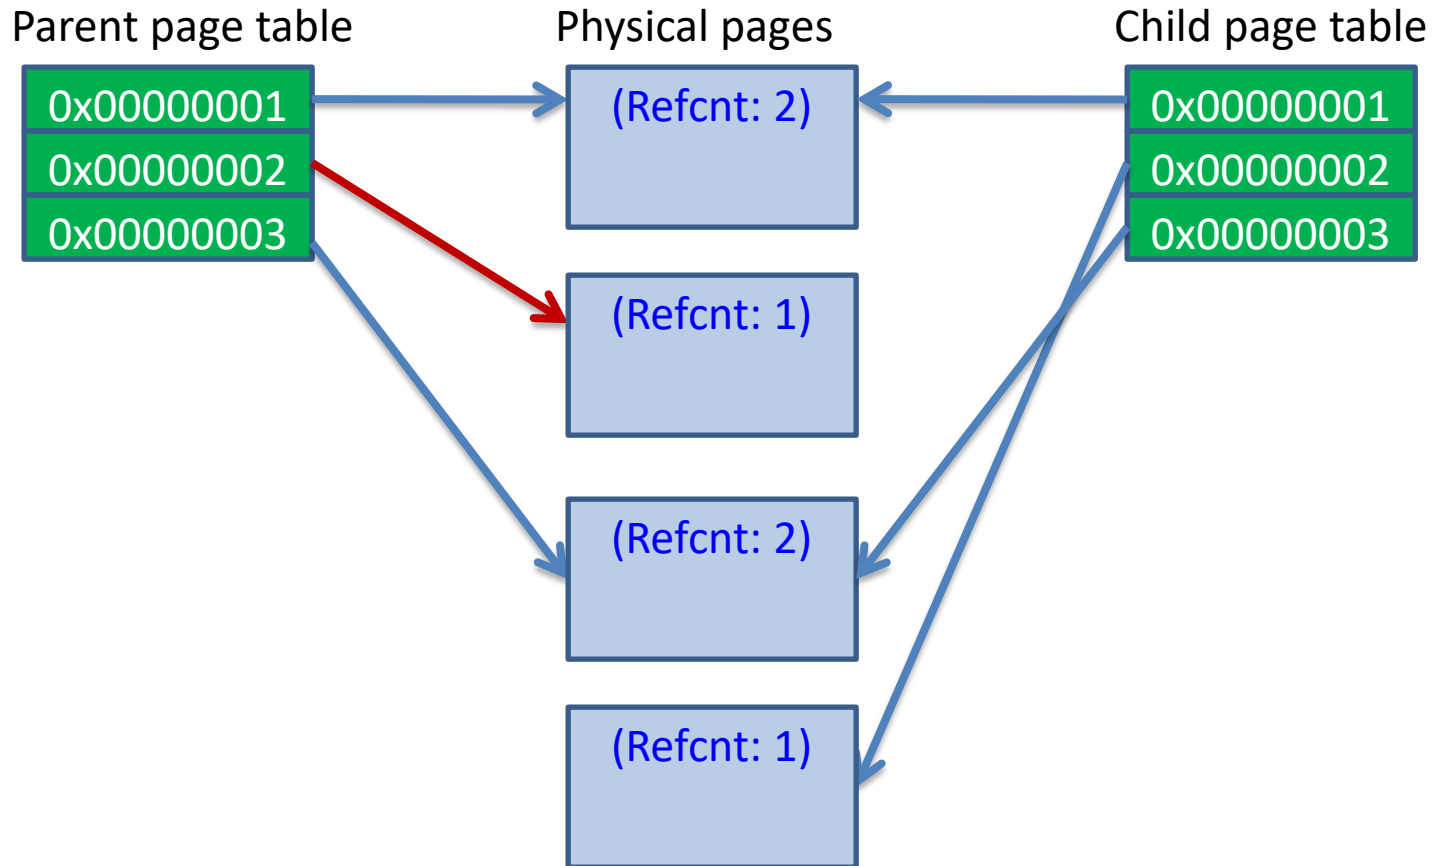 Parent page table
Physical pages
Child page table
0x00000001
0x00000002
0x00000003
(Refcnt: 2)
(Refcnt: 1)
(Refcnt: 2)
(Refcnt: 1)
0x00000001
0x00000002
0x00000003